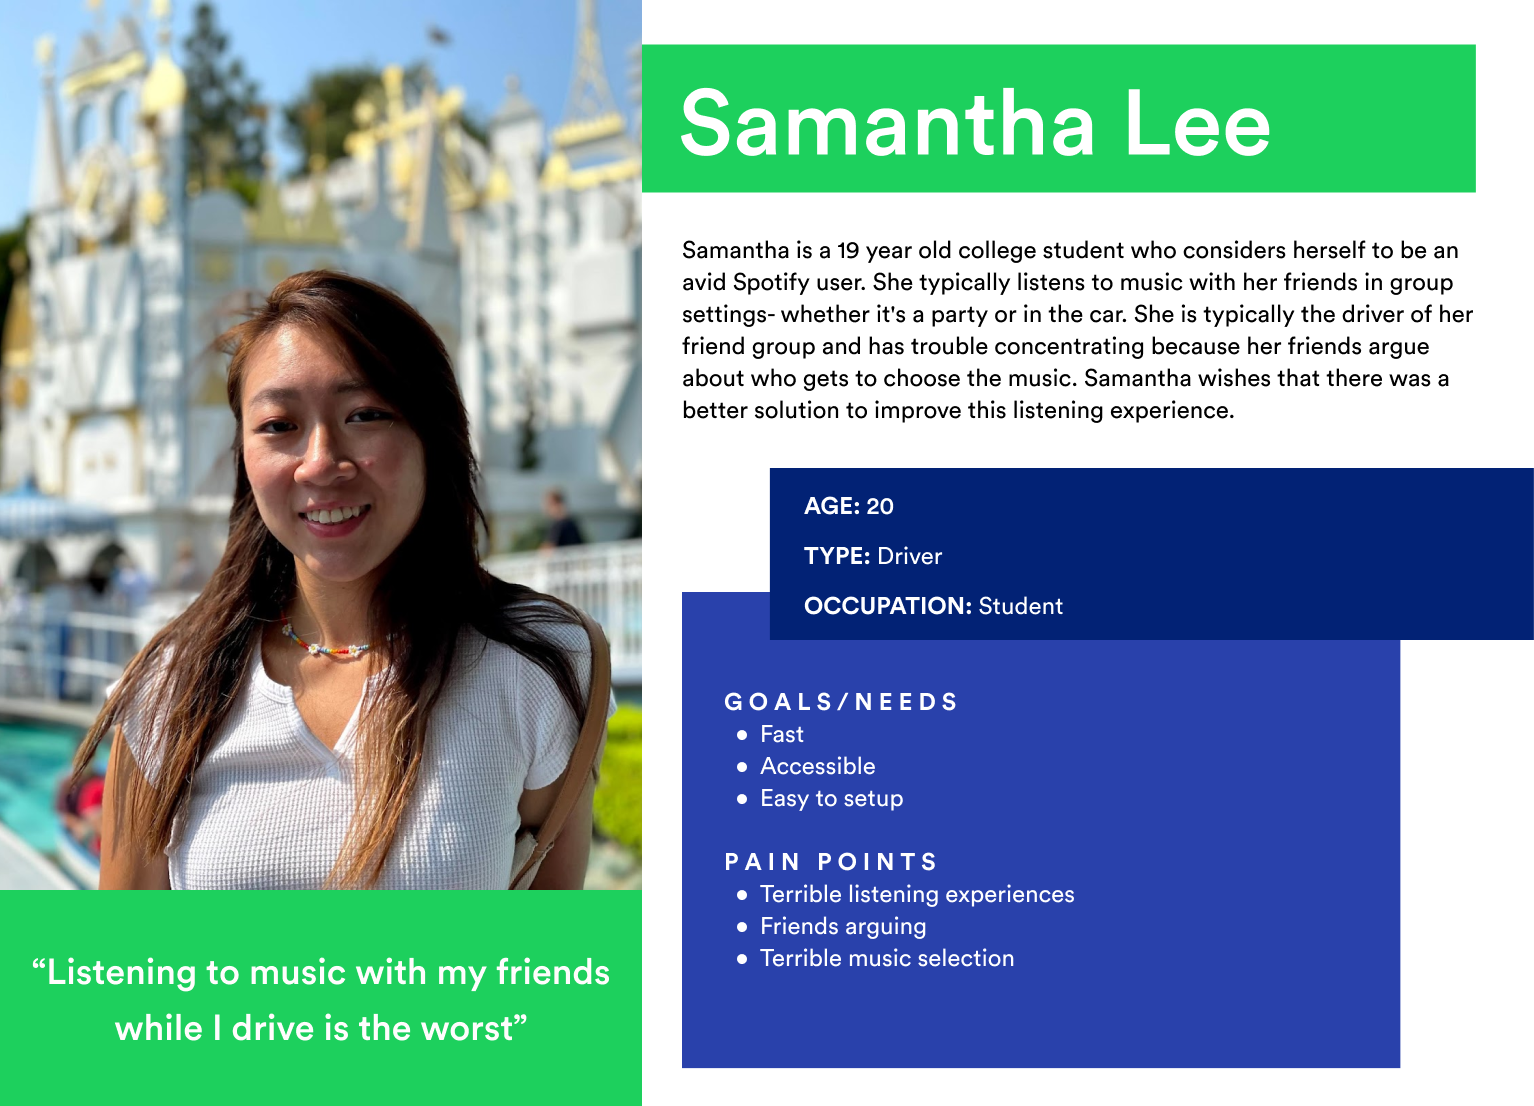 Samantha Lee
Samantha is a 19 year old college student who considers herself to be an
avid Spotify user. She typically listens to music with her friends in group
settings- whether it's a party or in the car. She is typically the driver of her
friend group and has trouble concentrating because her friends argue
about who gets to choose the music. Samantha wishes that there was a
better solution to improve this listening experience.
AGE: 20
TYPE: Driver
OCCUPATION: Student
GOALS/NEEDS
● Fast
● Accessible
● Easy to setup
PAIN POINTS
● Terrible listening experiences
● Friends arguing
● Terrible music selection
“Listening to music with my friends
while I drive is the worst”